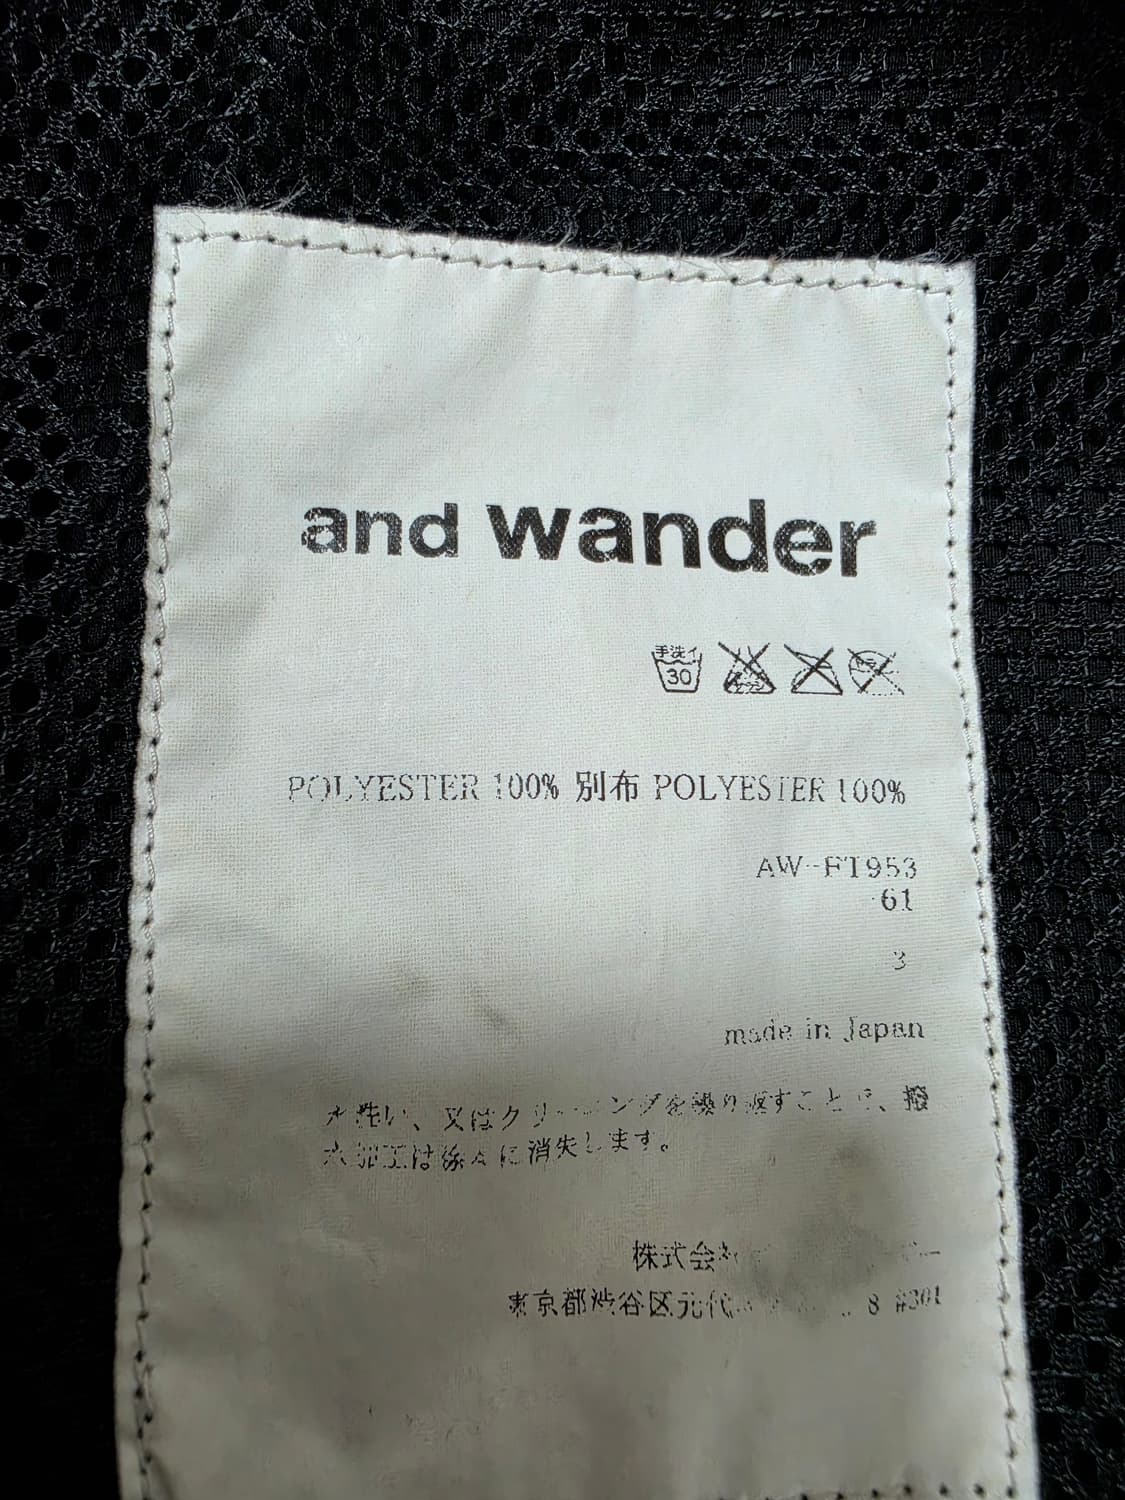 and wander
手洗イ 30
POLYESTER 100% 別布 POLYESTER 100%
AW-FT953
61
3
made in Japan
水洗い、又はクリーニングを繰り返すことで、撥
水加工は徐々に消失します。
株式会
東京都渋谷区元代 8 #301